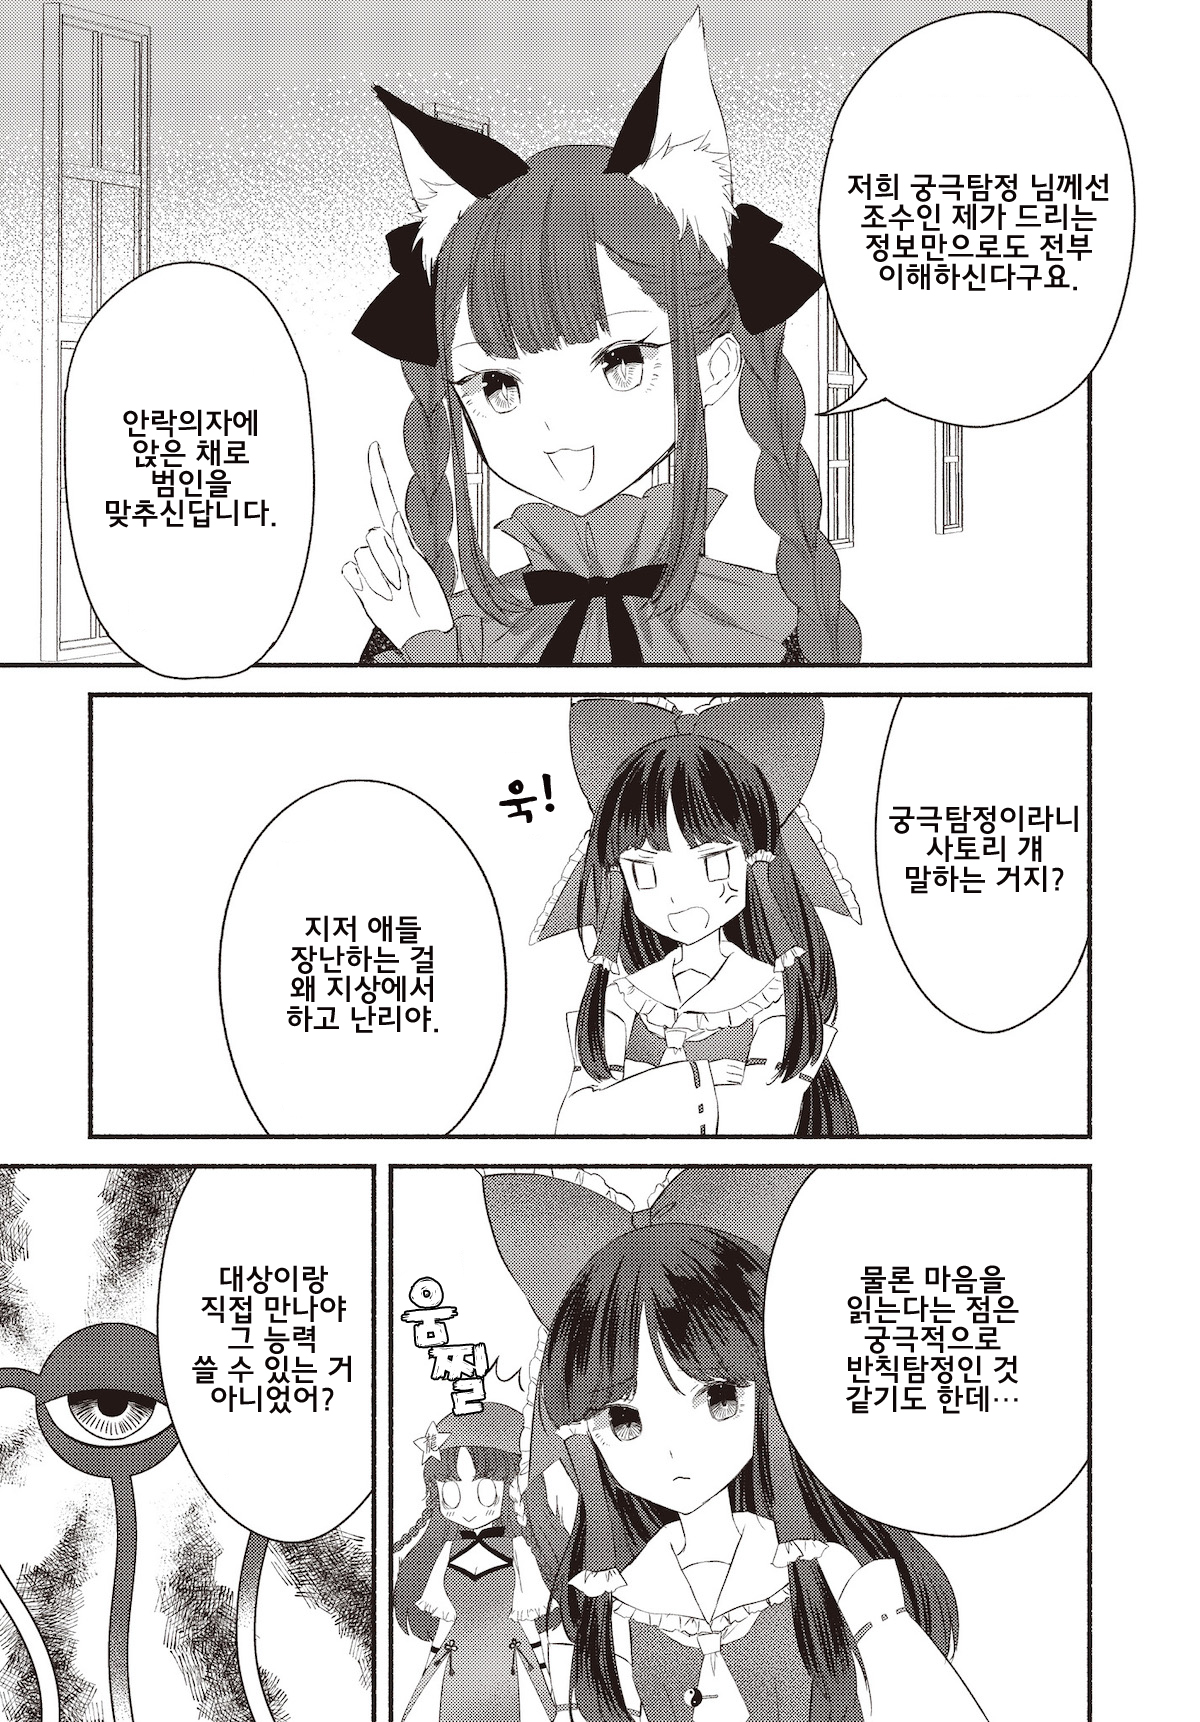 저희 궁극탐정 님께선
조수인 제가 드리는
정보만으로도 전부
이해하신다구요.
안락의자에
앉은 채로
범인을
맞추신답니다.
궁극탐정이라니
사토리 걔
말하는 거지?
욱!
지저 애들
장난하는 걸
왜 지상에서
하고 난리야.
물론 마음을
읽는다는 점은
궁극적으로
반칙탐정인 것
같기도 한데…
움찔
대상이랑
직접 만나야
그 능력
쓸 수 있는 거
아니었어?